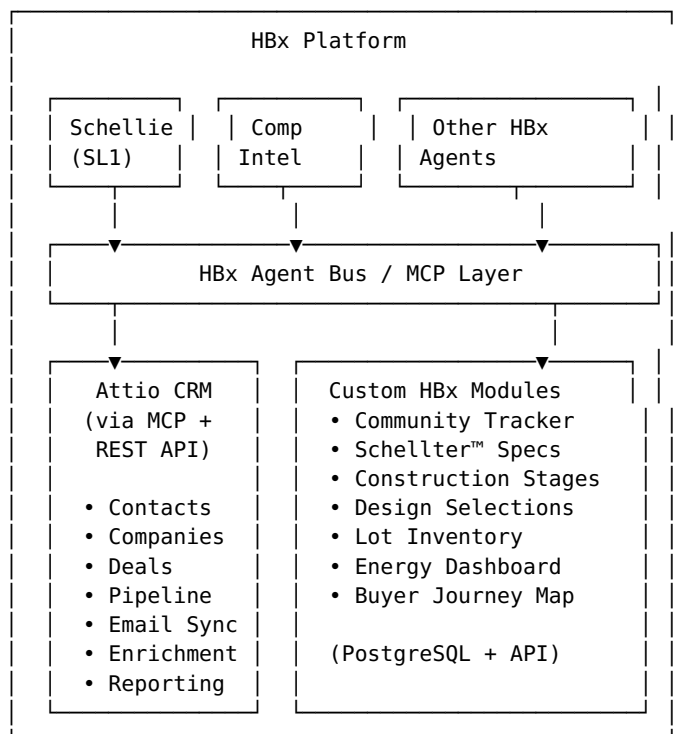 HBx Platform
Schellie Comp Other HBx
(SL1) Intel Agents
HBx Agent Bus / MCP Layer
Attio CRM Custom HBx Modules
(via MCP + • Community Tracker
REST API) • Schellter™ Specs
• Construction Stages
• Contacts • Design Selections
• Companies • Lot Inventory
• Deals • Energy Dashboard
• Pipeline • Buyer Journey Map
• Email Sync
• Enrichment (PostgreSQL + API)
• Reporting